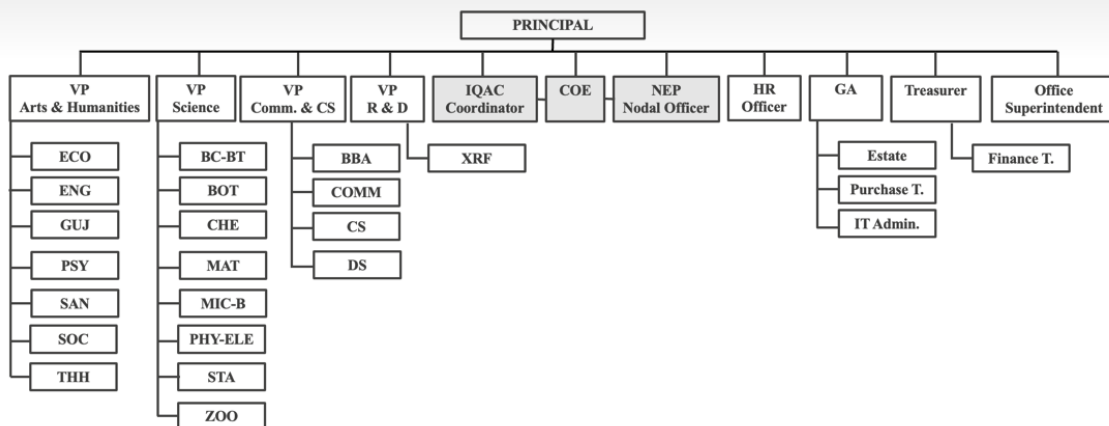 PRINCIPAL
VP
Arts & Humanities
VP
Science
VP
Comm. & CS
VP
R & D
IQAC
Coordinator
COE
NEP
Nodal Officer
HR
Officer
GA
Treasurer
Office
Superintendent
ECO
ENG
GUJ
PSY
SAN
SOC
THH
BC-BT
BOT
CHE
MAT
MIC-B
PHY-ELE
STA
ZOO
BBA
COMM
CS
DS
XRF
Estate
Purchase T.
IT Admin.
Finance T.